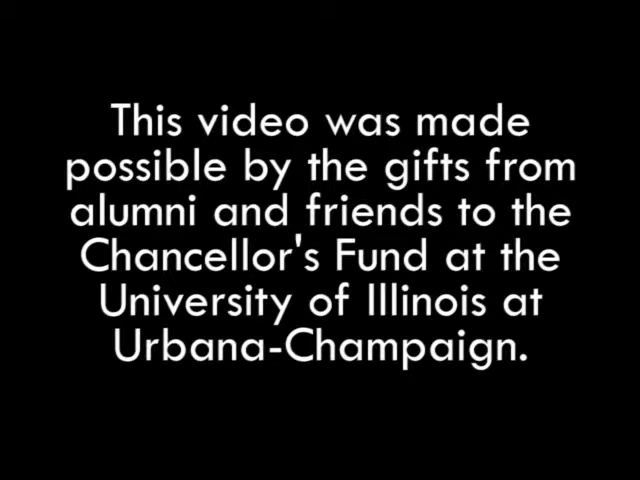 This video was made
possible by the gifts from
alumni and friends to the
Chancellor's Fund at the
University of Illinois at
Urbana-Champaign.